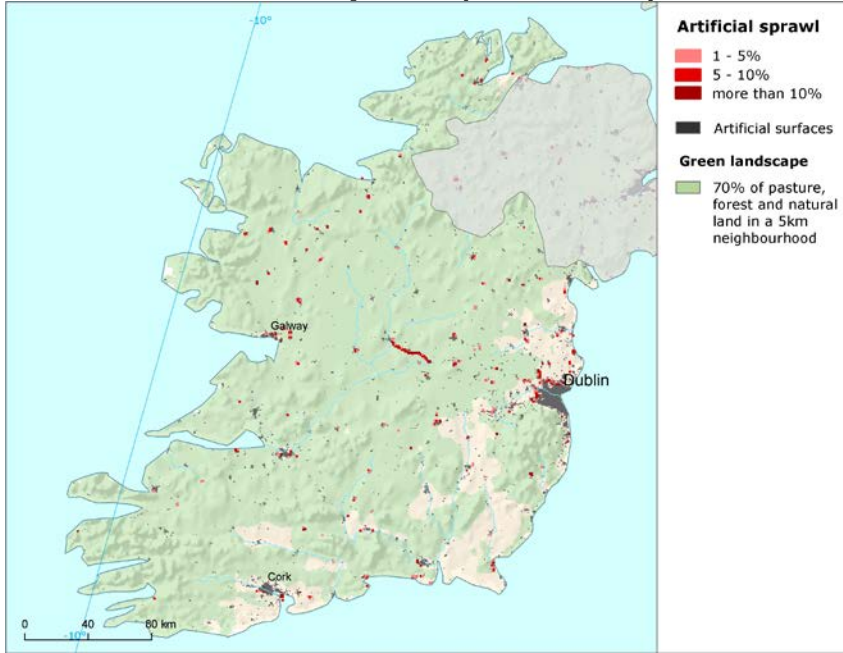 -10°
Galway
Dublin
Cork
0 40 80 km
-10°
Artificial sprawl
1 - 5%
5 - 10%
more than 10%
Artificial surfaces
Green landscape
70% of pasture,
forest and natural
land in a 5km
neighbourhood